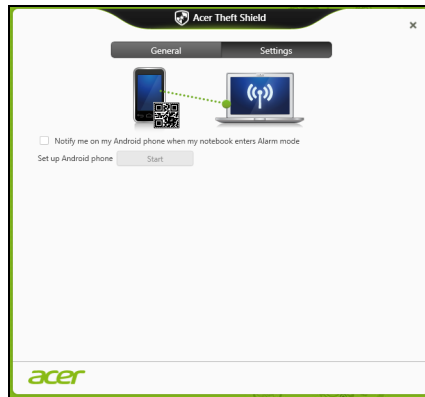 Acer Theft Shield
General Settings
Notify me on my Android phone when my notebook enters Alarm mode
Set up Android phone Start
acer